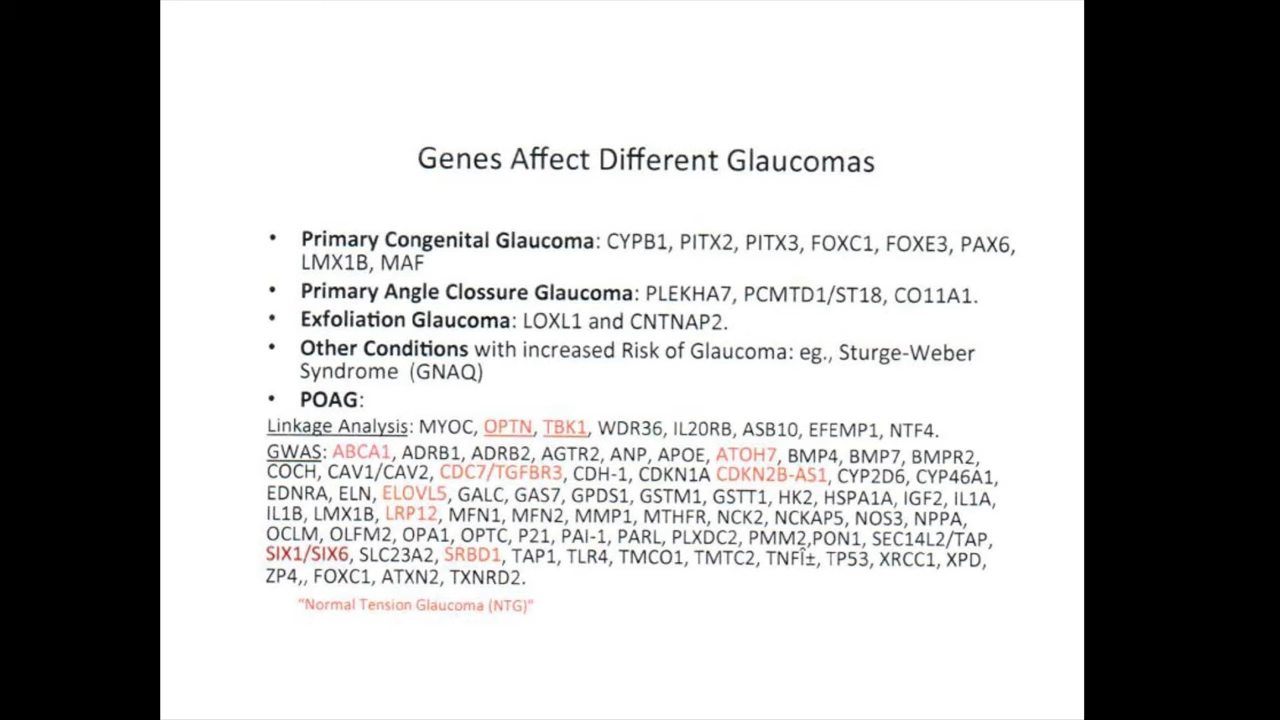 Genes Affect Different Glaucomas
• Primary Congenital Glaucoma: CYPB1, PITX2, PITX3, FOXC1, FOXE3, PAX6,
LMX1B, MAF
• Primary Angle Clossure Glaucoma: PLEKHA7, PCMTD1/ST18, CO11A1.
• Exfoliation Glaucoma: LOXL1 and CNTNAP2.
• Other Conditions with increased Risk of Glaucoma: eg., Sturge-Weber
Syndrome (GNAQ)
• POAG:
Linkage Analysis: MYOC, OPTN, TBK1, WDR36, IL20RB, ASB10, EFEMP1, NTF4.
GWAS: ABCA1, ADRB1, ADRB2, AGTR2, ANP, APOE, ATOH7, BMP4, BMP7, BMPR2,
COCH, CAV1/CAV2, CDC7/TGFBR3, CDH-1, CDKN1A CDKN2B-AS1, CYP2D6, CYP46A1,
EDNRA, ELN, ELOVL5, GALC, GAS7, GPDS1, GSTM1, GSTT1, HK2, HSPA1A, IGF2, IL1A,
IL1B, LMX1B, LRP12, MFN1, MFN2, MMP1, MTHFR, NCK2, NCKAP5, NOS3, NPPA,
OCLM, OLFM2, OPA1, OPTC, P21, PAI-1, PARL, PLXDC2, PMM2,PON1, SEC14L2/TAP,
SIX1/SIX6, SLC23A2, SRBD1, TAP1, TLR4, TMCO1, TMTC2, TNFÎ±, TP53, XRCC1, XPD,
ZP4,, FOXC1, ATXN2, TXNRD2.
"Normal Tension Glaucoma (NTG)"